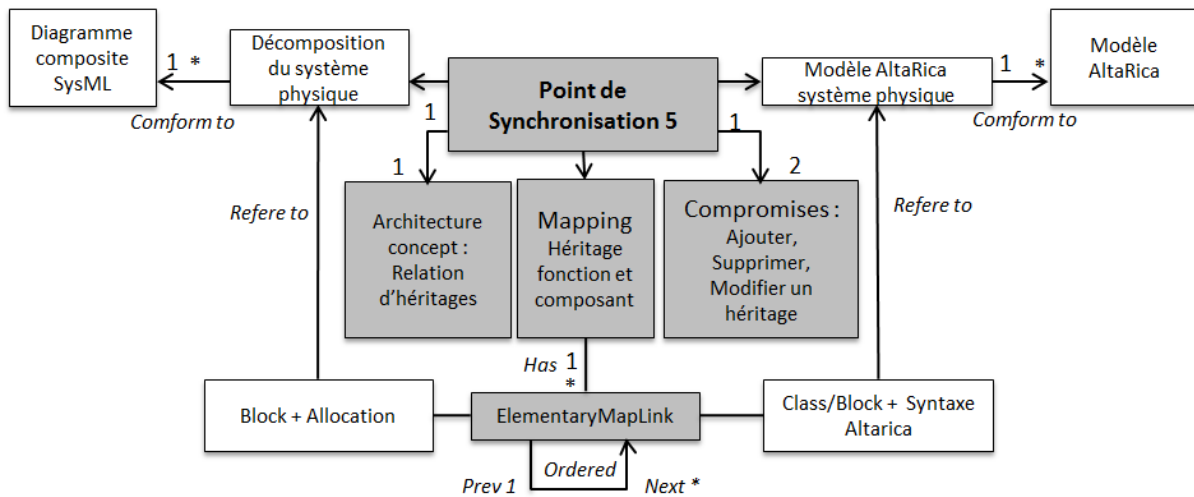 Diagramme
composite
SysML
1 *
Comform to
Décomposition
du système
physique
Point de
Synchronisation 5
Modèle AltaRica
système physique
1 *
Comform to
Modèle
AltaRica
1
1
1
2
Refere to
Architecture
concept :
Relation
d'héritages
Mapping
Héritage
fonction et
composant
Compromises :
Ajouter,
Supprimer,
Modifier un
héritage
Refere to
Has 1
*
Block + Allocation
ElementaryMapLink
Class/Block + Syntaxe
Altarica
Ordered
Prev 1
Next *